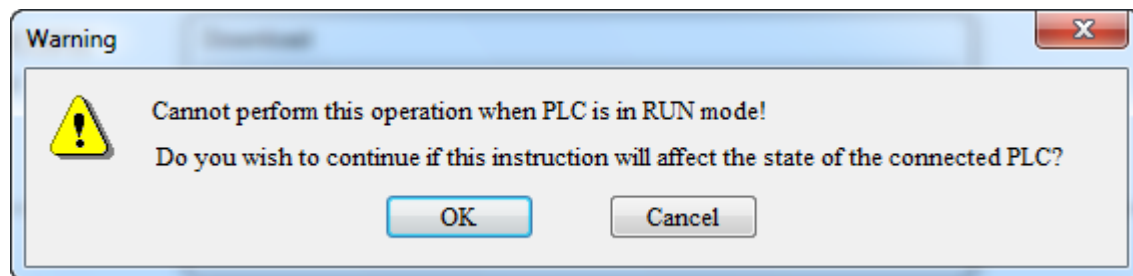 Warning
Download
Cannot perform this operation when PLC is in RUN mode!
Do you wish to continue if this instruction will affect the state of the connected PLC?
OK
Cancel